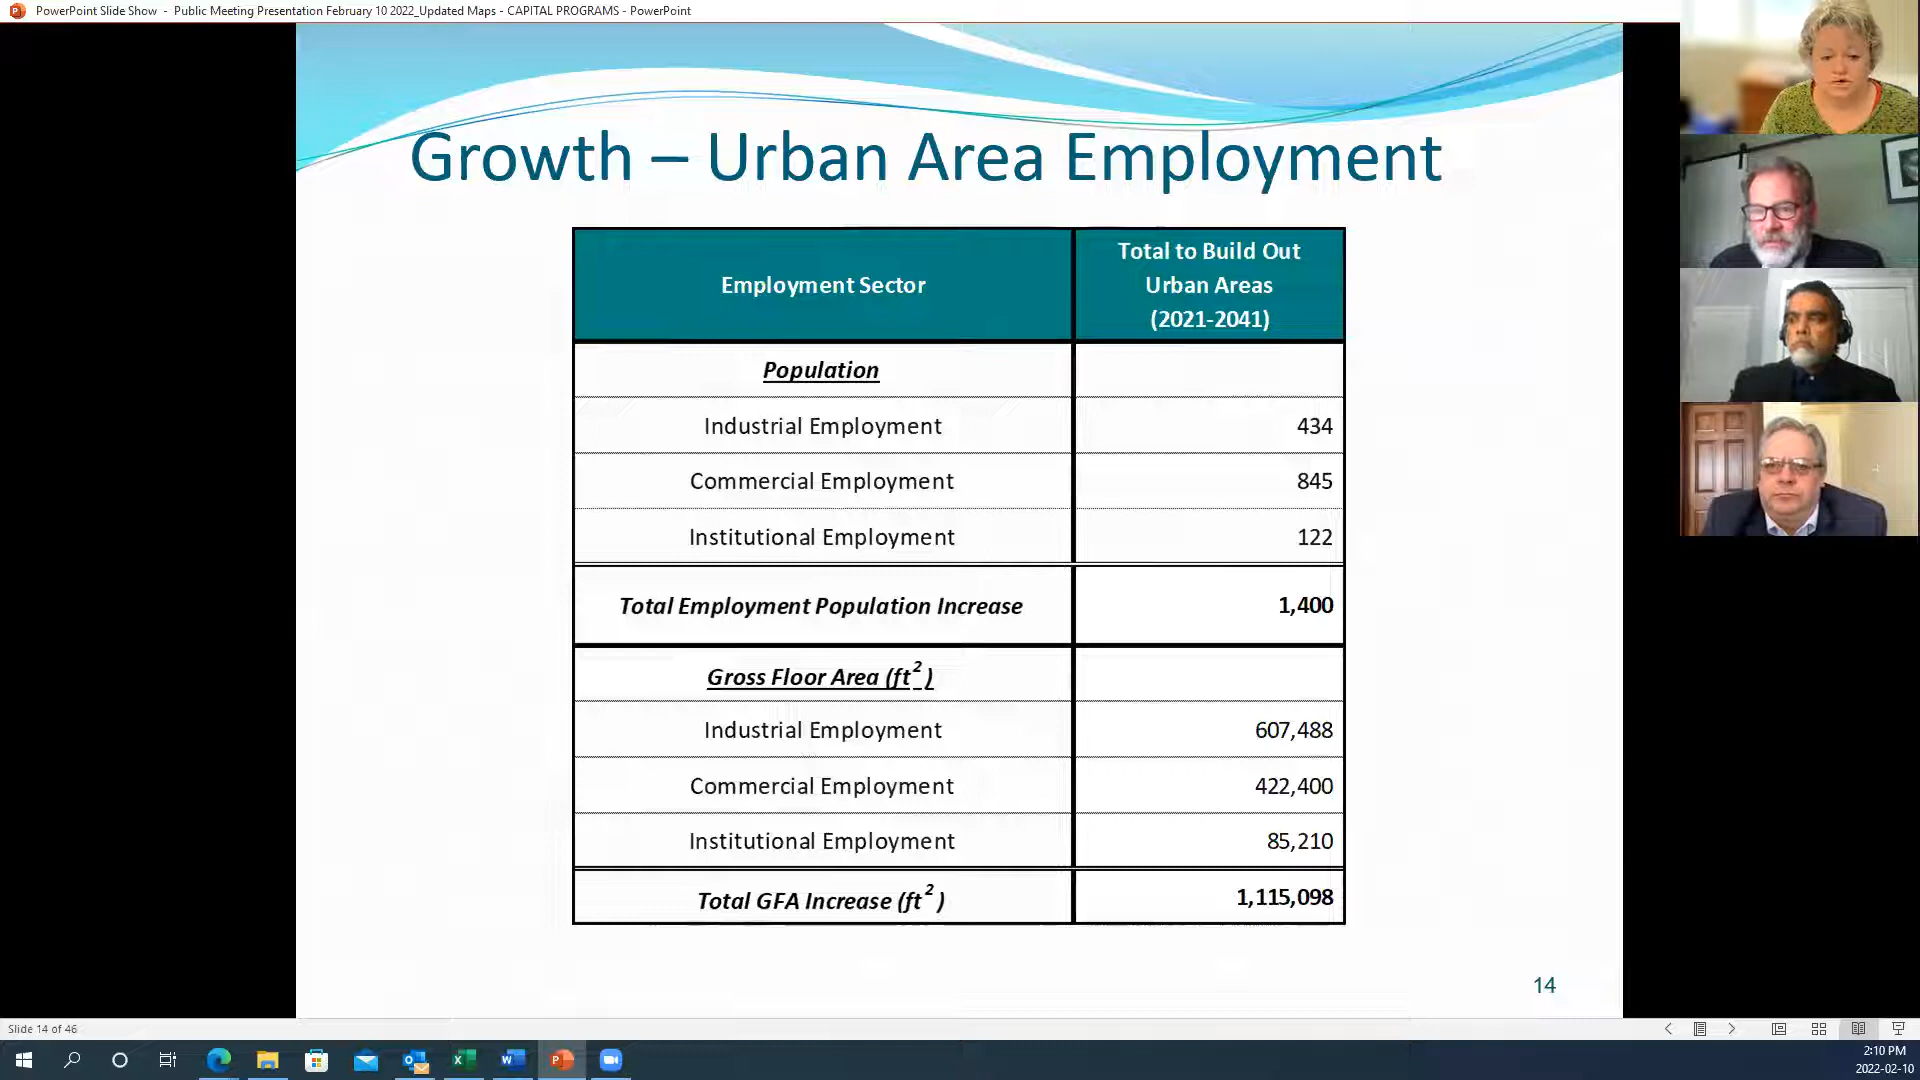 PowerPoint Slide Show - Public Meeting Presentation February 10 2022_Updated Maps - CAPITAL PROGRAMS - PowerPoint
Growth – Urban Area Employment
Employment Sector
Total to Build Out
Urban Areas
(2021-2041)
Population
Industrial Employment 434
Commercial Employment 845
Institutional Employment 122
Total Employment Population Increase 1,400
Gross Floor Area (ft²)
Industrial Employment 607,488
Commercial Employment 422,400
Institutional Employment 85,210
Total GFA Increase (ft²) 1,115,098
14
Slide 14 of 46
2:10 PM
2022-02-10